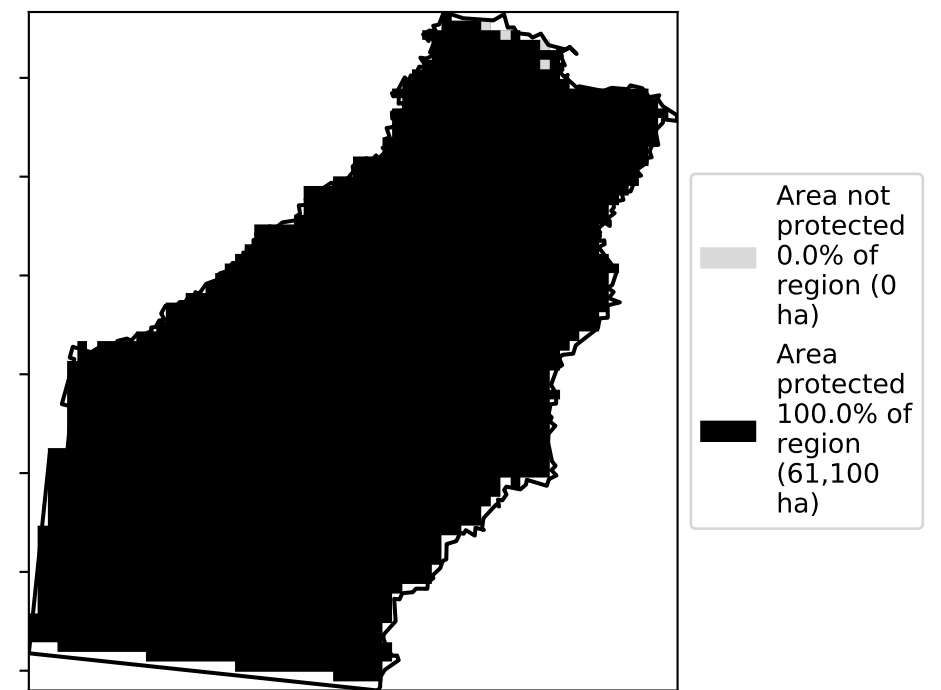 Area not
protected
0.0% of
region (0
ha)
Area
protected
100.0% of
region
(61,100
ha)